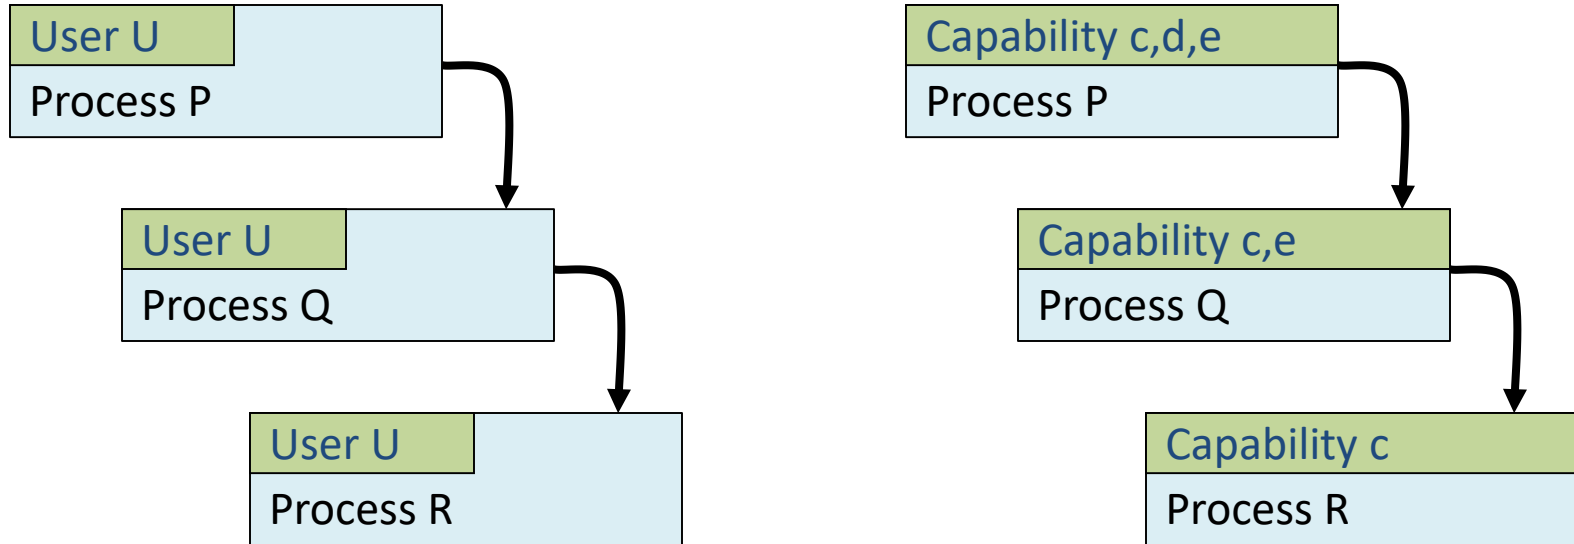 User U
Process P
User U
Process Q
User U
Process R
Capability c,d,e
Process P
Capability c,e
Process Q
Capability c
Process R